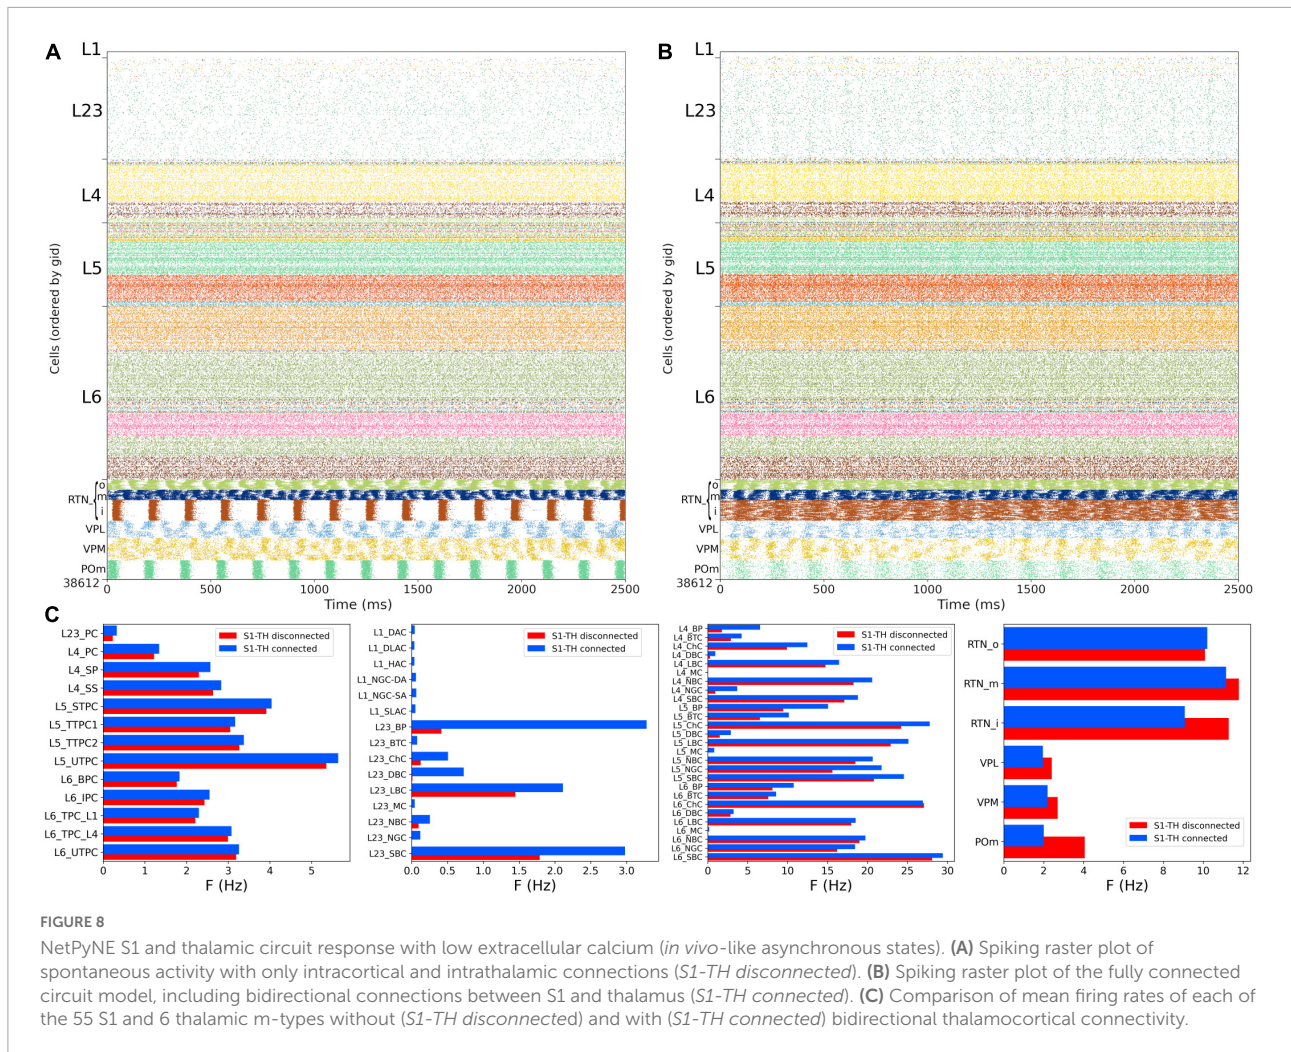 A
L1
L23
L4
L5
L6
Cells (ordered by gid)
RTN
o
m
i
VPL
VPM
POm
38612
0 500 1000 1500 2000 2500
Time (ms)
B
L1
L23
L4
L5
L6
Cells (ordered by gid)
RTN
o
m
i
VPL
VPM
POm
38612
0 500 1000 1500 2000 2500
Time (ms)
C
S1-TH disconnected
S1-TH connected
L23_PC
L4_PC
L4_SP
L4_SS
L5_STPC
L5_TTPC1
L5_TTPC2
L5_UTPC
L6_BPC
L6_IPC
L6_TPC_L1
L6_TPC_L4
L6_UTPC
0 1 2 3 4 5
F (Hz)
S1-TH disconnected
S1-TH connected
L1_DAC
L1_DLAC
L1_HAC
L1_NGC-DA
L1_NGC-SA
L1_SLAC
L23_BP
L23_BTC
L23_ChC
L23_DBC
L23_LBC
L23_MC
L23_NBC
L23_NGC
L23_SBC
0.0 0.5 1.0 1.5 2.0 2.5 3.0
F (Hz)
S1-TH disconnected
S1-TH connected
L4_BP
L4_BTC
L4_ChC
L4_DBC
L4_LBC
L4_MC
L4_NBC
L4_NGC
L4_SBC
L5_BP
L5_BTC
L5_ChC
L5_DBC
L5_LBC
L5_MC
L5_NBC
L5_NGC
L5_SBC
L6_BP
L6_BTC
L6_ChC
L6_DBC
L6_LBC
L6_MC
L6_NBC
L6_NGC
L6_SBC
0 5 10 15 20 25 30
F (Hz)
RTN_o
RTN_m
RTN_i
VPL
VPM
POm
S1-TH disconnected
S1-TH connected
0 2 4 6 8 10 12
F (Hz)
FIGURE 8
NetPyNE S1 and thalamic circuit response with low extracellular calcium (in vivo-like asynchronous states). (A) Spiking raster plot of
spontaneous activity with only intracortical and intrathalamic connections (S1-TH disconnected). (B) Spiking raster plot of the fully connected
circuit model, including bidirectional connections between S1 and thalamus (S1-TH connected). (C) Comparison of mean firing rates of each of
the 55 S1 and 6 thalamic m-types without (S1-TH disconnected) and with (S1-TH connected) bidirectional thalamocortical connectivity.